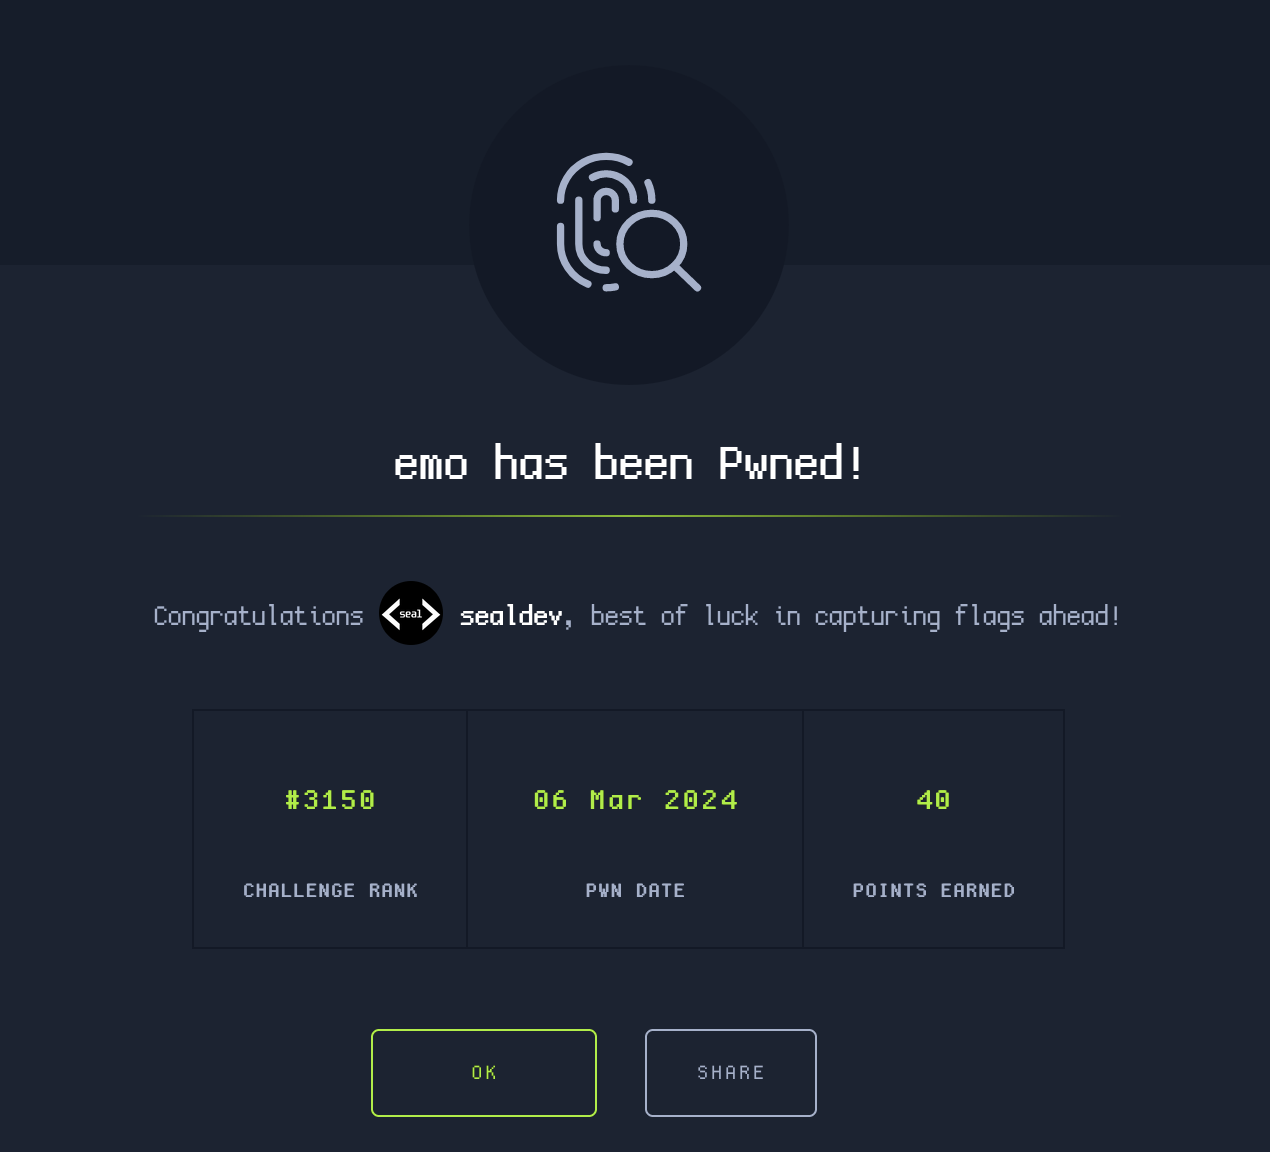 emo has been Pwned!
Congratulations <seal> sealdev, best of luck in capturing flags ahead!
#3150 06 Mar 2024 40
CHALLENGE RANK PWN DATE POINTS EARNED
OK SHARE